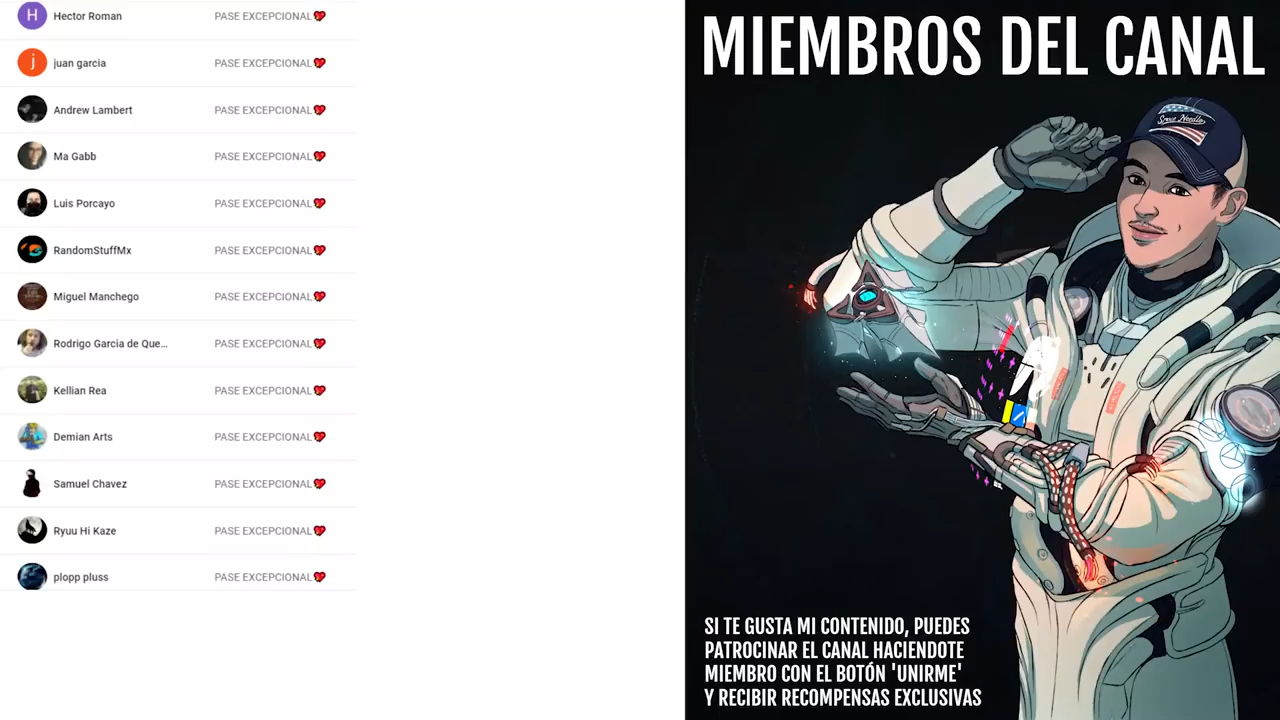 H Hector Roman PASE EXCEPCIONAL
j juan garcia PASE EXCEPCIONAL
Andrew Lambert PASE EXCEPCIONAL
Ma Gabb PASE EXCEPCIONAL
Luis Porcayo PASE EXCEPCIONAL
RandomStuffMx PASE EXCEPCIONAL
Miguel Manchego PASE EXCEPCIONAL
Rodrigo Garcia de Que... PASE EXCEPCIONAL
Kellian Rea PASE EXCEPCIONAL
Demian Arts PASE EXCEPCIONAL
Samuel Chavez PASE EXCEPCIONAL
Ryuu Hi Kaze PASE EXCEPCIONAL
plopp pluss PASE EXCEPCIONAL
MIEMBROS DEL CANAL
Space Needle
SI TE GUSTA MI CONTENIDO, PUEDES
PATROCINAR EL CANAL HACIENDOTE
MIEMBRO CON EL BOTÓN 'UNIRME'
Y RECIBIR RECOMPENSAS EXCLUSIVAS